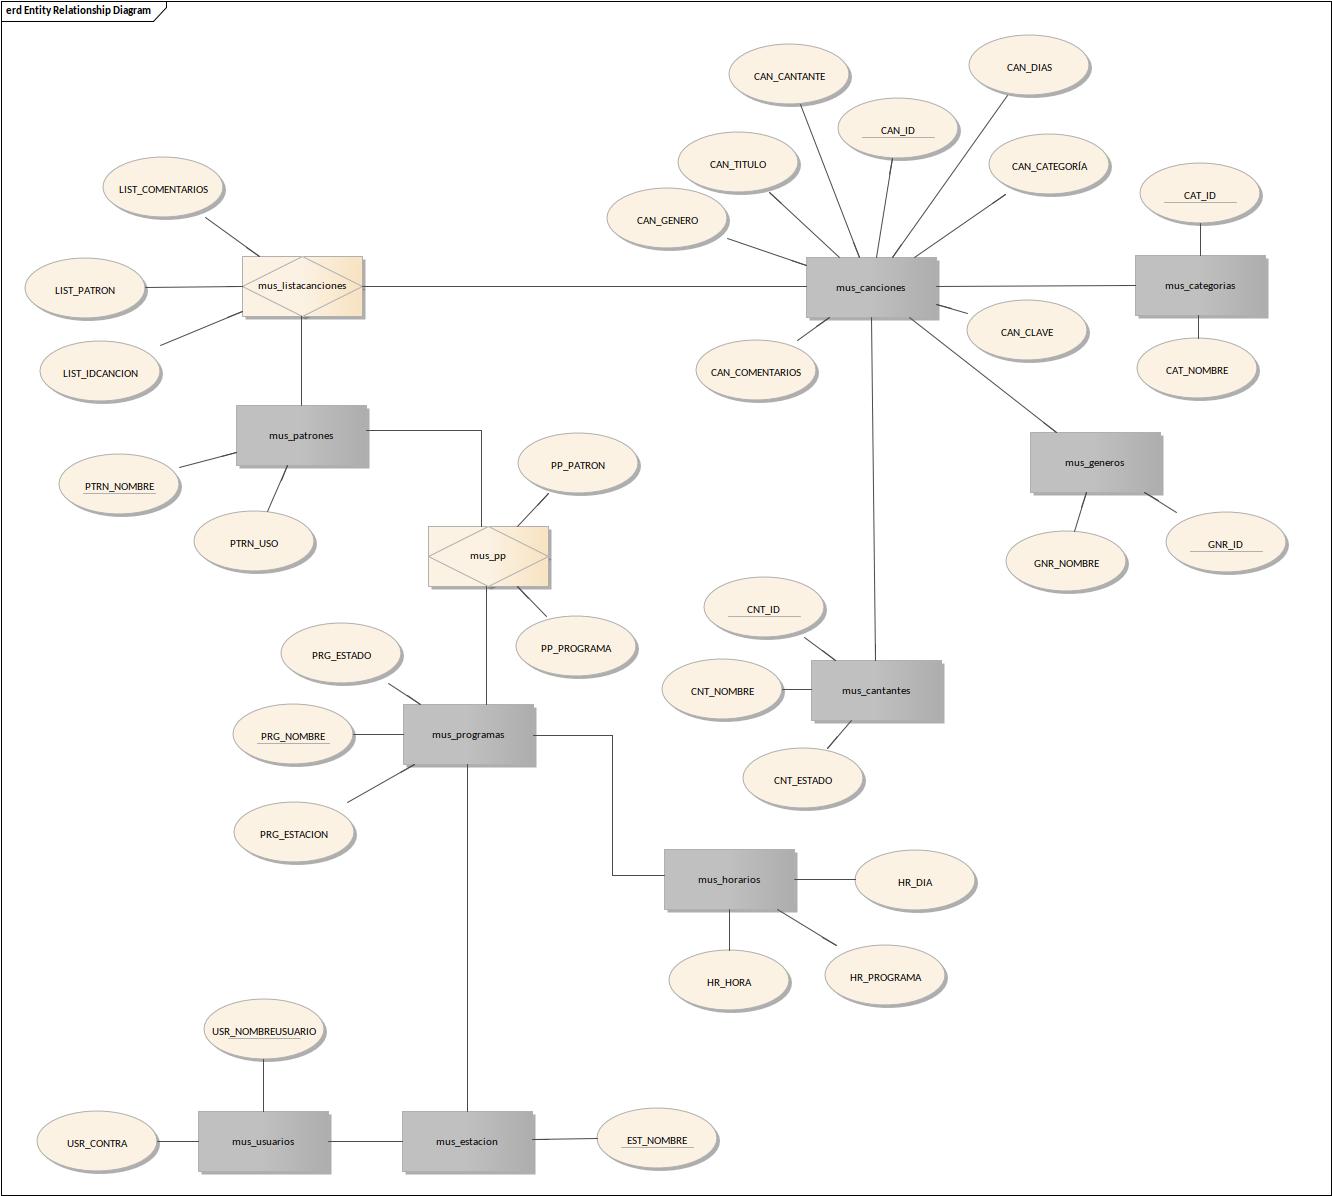 erd Entity Relationship Diagram
CAN_CANTANTE
CAN_DIAS
CAN_ID
CAN_TITULO
CAN_CATEGORÍA
CAN_GENERO
LIST_COMENTARIOS
CAT_ID
LIST_PATRON
mus_listacanciones
mus_canciones
mus_categorias
CAN_CLAVE
LIST_IDCANCION
CAN_COMENTARIOS
CAT_NOMBRE
mus_patrones
PP_PATRON
mus_generos
PTRN_NOMBRE
PTRN_USO
mus_pp
GNR_NOMBRE
GNR_ID
CNT_ID
PRG_ESTADO
PP_PROGRAMA
CNT_NOMBRE
mus_cantantes
PRG_NOMBRE
mus_programas
CNT_ESTADO
PRG_ESTACION
mus_horarios
HR_DIA
HR_HORA
HR_PROGRAMA
USR_NOMBREUSUARIO
USR_CONTRA
mus_usuarios
mus_estacion
EST_NOMBRE